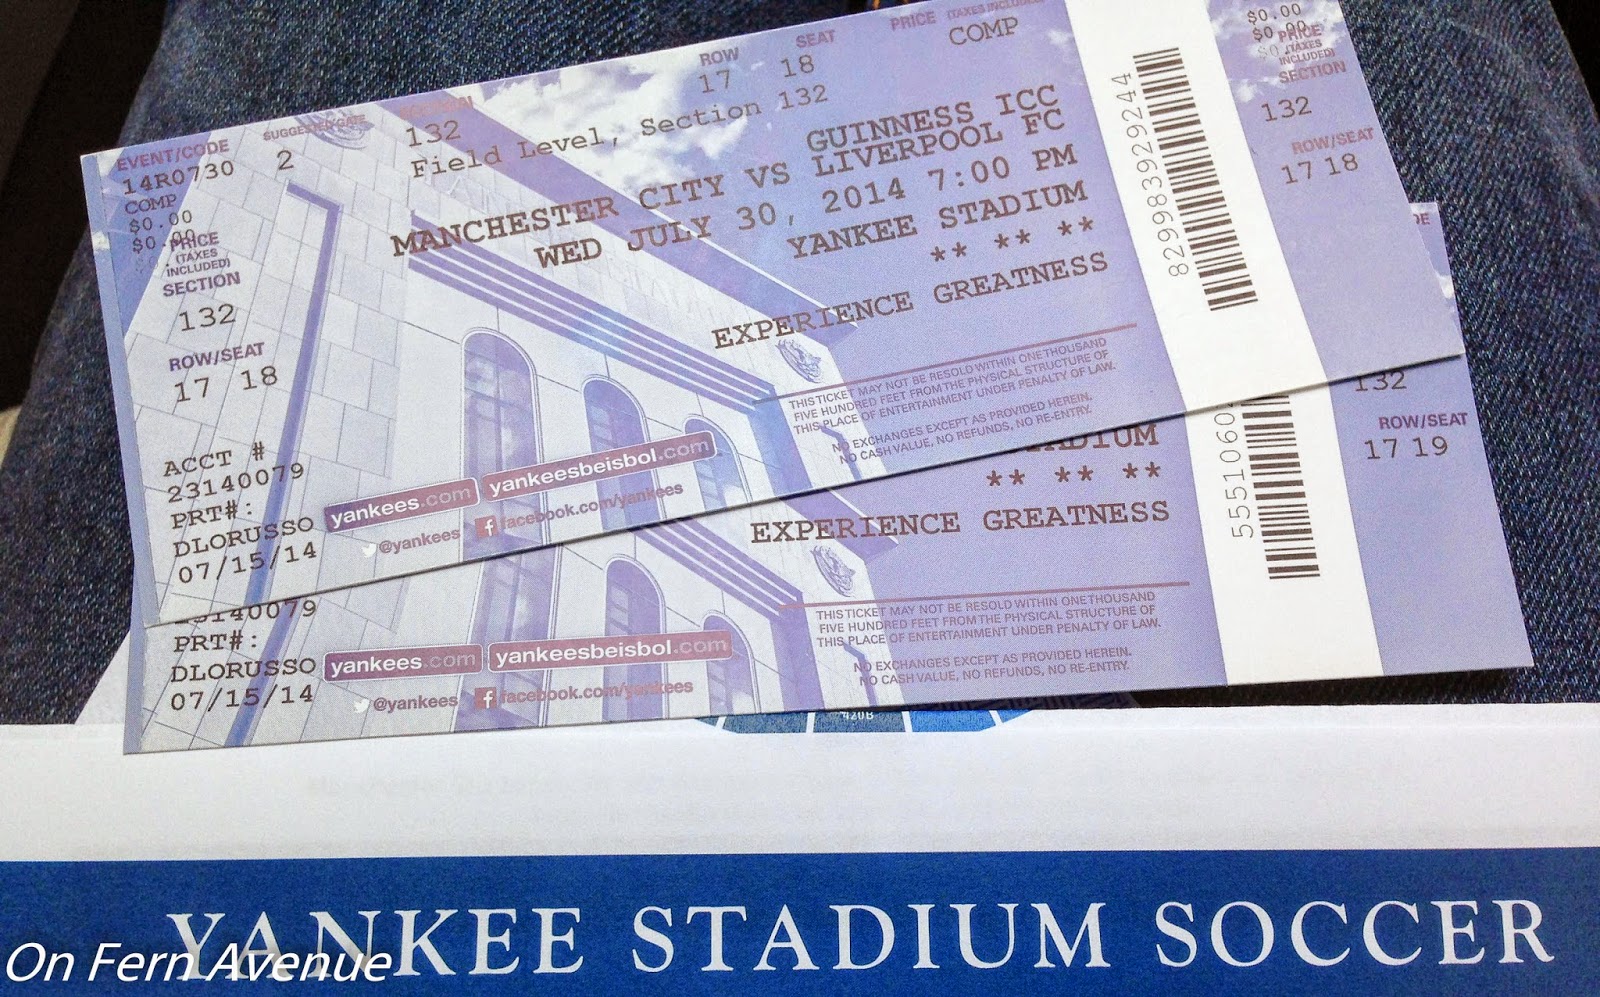 EVENT/CODE
14R0730
COMP
$0.00
$0.00
PRICE
(TAXES
INCLUDED)
SECTION
132
ROW/SEAT
17 18
ACCT #
23140079
PRT#:
DLORUSSO
07/15/14
SUGGESTED GATE
2
132
Field Level, Section 132
ROW
17
SEAT
18
PRICE (TAXES INCLUDED)
COMP
GUINNESS ICC
MANCHESTER CITY VS LIVERPOOL FC
WED JULY 30, 2014 7:00 PM
YANKEE STADIUM
** ** **
EXPERIENCE GREATNESS
THIS TICKET MAY NOT BE RESOLD WITHIN ONE THOUSAND
FIVE HUNDRED FEET FROM THE PHYSICAL STRUCTURE OF
THIS PLACE OF ENTERTAINMENT UNDER PENALTY OF LAW.
NO EXCHANGES EXCEPT AS PROVIDED HEREIN.
NO CASH VALUE, NO REFUNDS, NO RE-ENTRY.
yankees.com yankeesbeisbol.com
@yankees facebook.com/yankees
8299839292944
$0.00
$0.00
PRICE
(TAXES
INCLUDED)
SECTION
132
ROW/SEAT
17 18
23140079
PRT#:
DLORUSSO
07/15/14
yankees.com yankeesbeisbol.com
@yankees facebook.com/yankees
** ** **
EXPERIENCE GREATNESS
THIS TICKET MAY NOT BE RESOLD WITHIN ONE THOUSAND
FIVE HUNDRED FEET FROM THE PHYSICAL STRUCTURE OF
THIS PLACE OF ENTERTAINMENT UNDER PENALTY OF LAW.
NO EXCHANGES EXCEPT AS PROVIDED HEREIN.
NO CASH VALUE, NO REFUNDS, NO RE-ENTRY.
5551060
132
ROW/SEAT
17 19
420B
YANKEE STADIUM SOCCER
On Fern Avenue